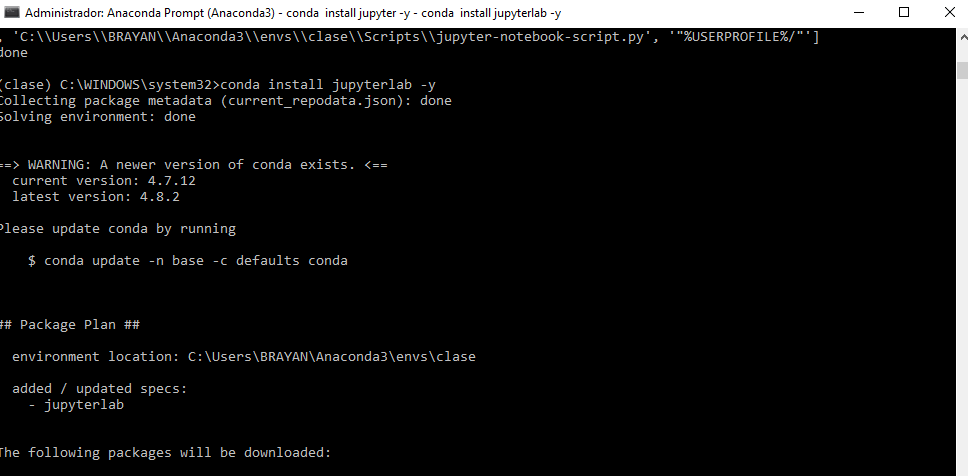 Administrador: Anaconda Prompt (Anaconda3) - conda install jupyter -y - conda install jupyterlab -y
, 'C:\\Users\\BRAYAN\\Anaconda3\\envs\\clase\\Scripts\\jupyter-notebook-script.py', '"%USERPROFILE%/"']
done
(clase) C:\WINDOWS\system32>conda install jupyterlab -y
Collecting package metadata (current_repodata.json): done
Solving environment: done
==> WARNING: A newer version of conda exists. <==
current version: 4.7.12
latest version: 4.8.2
Please update conda by running
$ conda update -n base -c defaults conda
## Package Plan ##
environment location: C:\Users\BRAYAN\Anaconda3\envs\clase
added / updated specs:
- jupyterlab
The following packages will be downloaded: